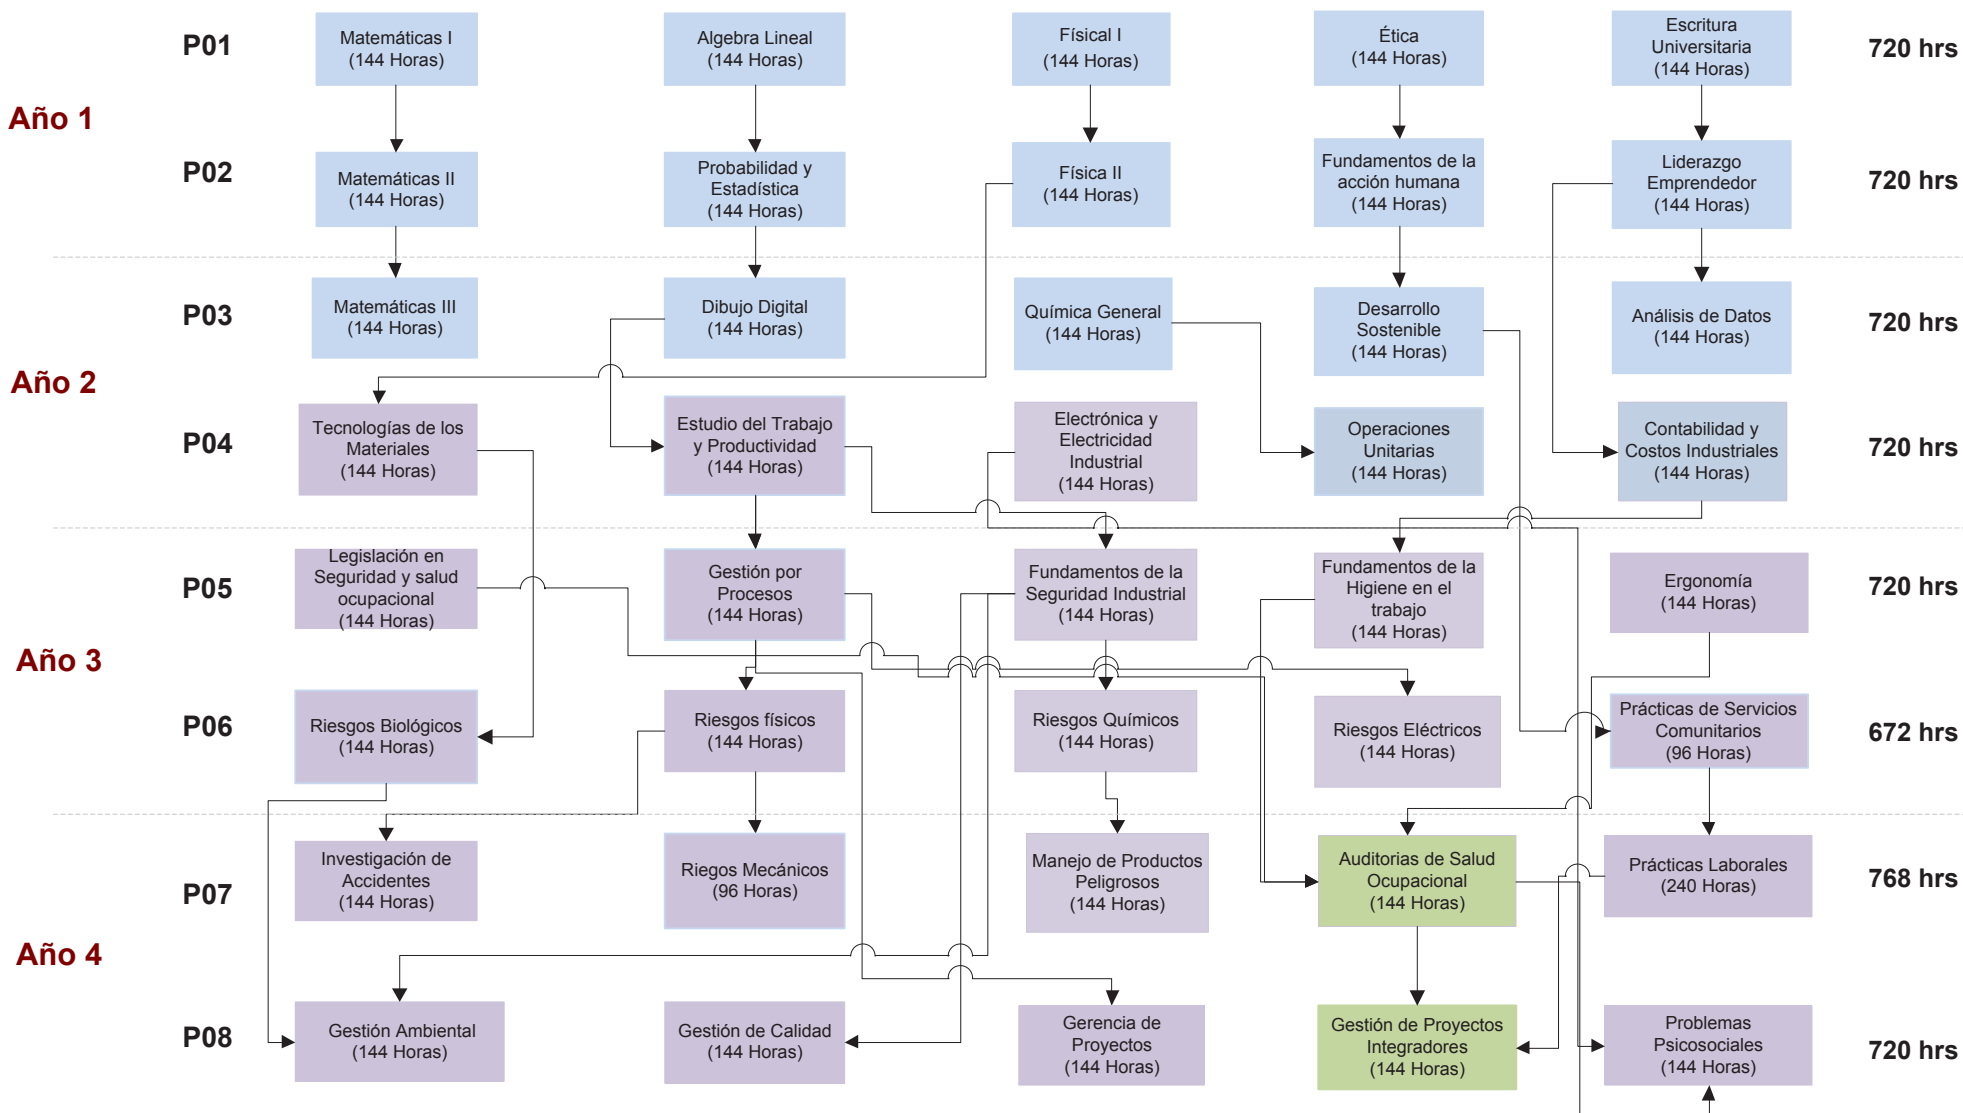 P01
Matemáticas I
(144 Horas)
Algebra Lineal
(144 Horas)
Físical I
(144 Horas)
Ética
(144 Horas)
Escritura
Universitaria
(144 Horas)
720 hrs
Año 1
P02
Matemáticas II
(144 Horas)
Probabilidad y
Estadística
(144 Horas)
Física II
(144 Horas)
Fundamentos de la
acción humana
(144 Horas)
Liderazgo
Emprendedor
(144 Horas)
720 hrs
P03
Matemáticas III
(144 Horas)
Dibujo Digital
(144 Horas)
Química General
(144 Horas)
Desarrollo
Sostenible
(144 Horas)
Análisis de Datos
(144 Horas)
720 hrs
Año 2
P04
Tecnologías de los
Materiales
(144 Horas)
Estudio del Trabajo
y Productividad
(144 Horas)
Electrónica y
Electricidad
Industrial
(144 Horas)
Operaciones
Unitarias
(144 Horas)
Contabilidad y
Costos Industriales
(144 Horas)
720 hrs
P05
Legislación en
Seguridad y salud
ocupacional
(144 Horas)
Gestión por
Procesos
(144 Horas)
Fundamentos de la
Seguridad Industrial
(144 Horas)
Fundamentos de la
Higiene en el
trabajo
(144 Horas)
Ergonomía
(144 Horas)
720 hrs
Año 3
P06
Riesgos Biológicos
(144 Horas)
Riesgos físicos
(144 Horas)
Riesgos Químicos
(144 Horas)
Riesgos Eléctricos
(144 Horas)
Prácticas de Servicios
Comunitarios
(96 Horas)
672 hrs
P07
Investigación de
Accidentes
(144 Horas)
Riegos Mecánicos
(96 Horas)
Manejo de Productos
Peligrosos
(144 Horas)
Auditorias de Salud
Ocupacional
(144 Horas)
Prácticas Laborales
(240 Horas)
768 hrs
Año 4
P08
Gestión Ambiental
(144 Horas)
Gestión de Calidad
(144 Horas)
Gerencia de
Proyectos
(144 Horas)
Gestión de Proyectos
Integradores
(144 Horas)
Problemas
Psicosociales
(144 Horas)
720 hrs